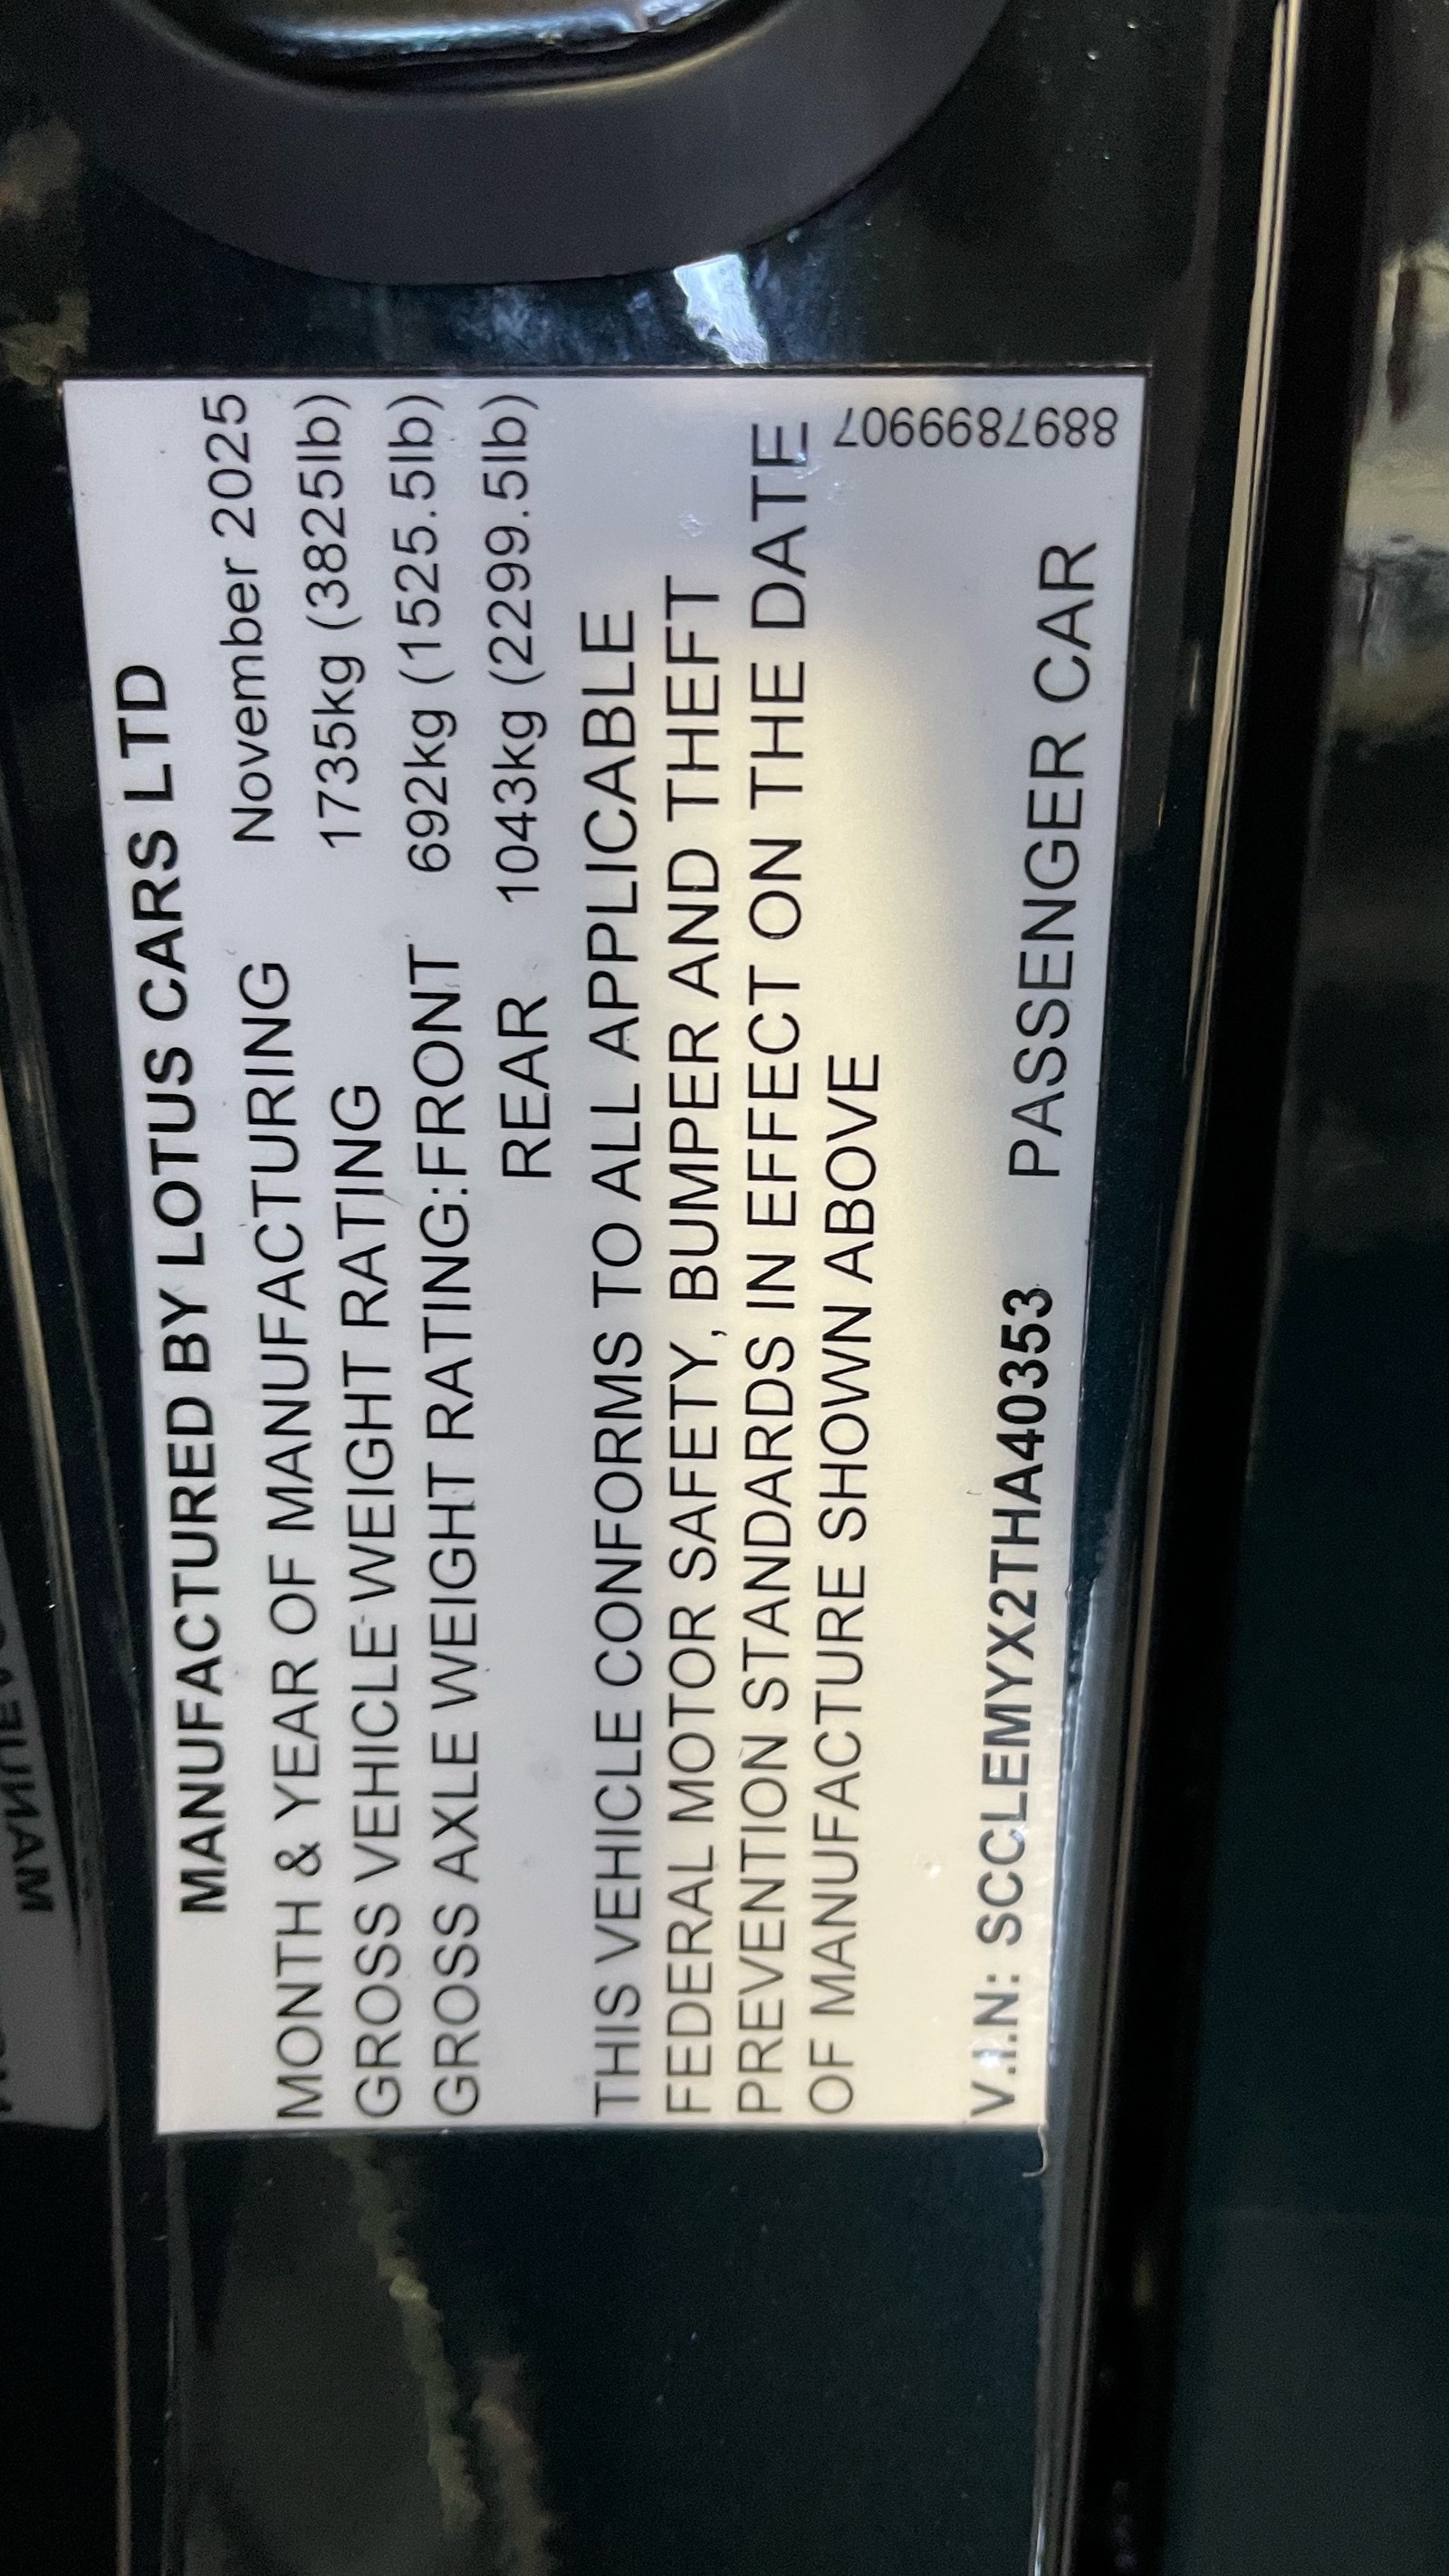 MANUFACTURED BY LOTUS CARS LTD
MONTH & YEAR OF MANUFACTURING November 2025
GROSS VEHICLE WEIGHT RATING 1735kg (3825lb)
GROSS AXLE WEIGHT RATING:FRONT 692kg (1525.5lb)
REAR 1043kg (2299.5lb)
THIS VEHICLE CONFORMS TO ALL APPLICABLE
FEDERAL MOTOR SAFETY, BUMPER AND THEFT
PREVENTION STANDARDS IN EFFECT ON THE DATE
OF MANUFACTURE SHOWN ABOVE
8897899907
V.I.N: SCCLEMYX2THA40353 PASSENGER CAR